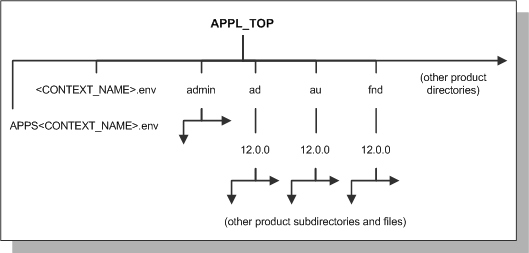 APPL_TOP
<CONTEXT_NAME>.env admin ad au fnd (other product
directories)
APPS<CONTEXT_NAME>.env
12.0.0 12.0.0 12.0.0
(other product subdirectories and files)